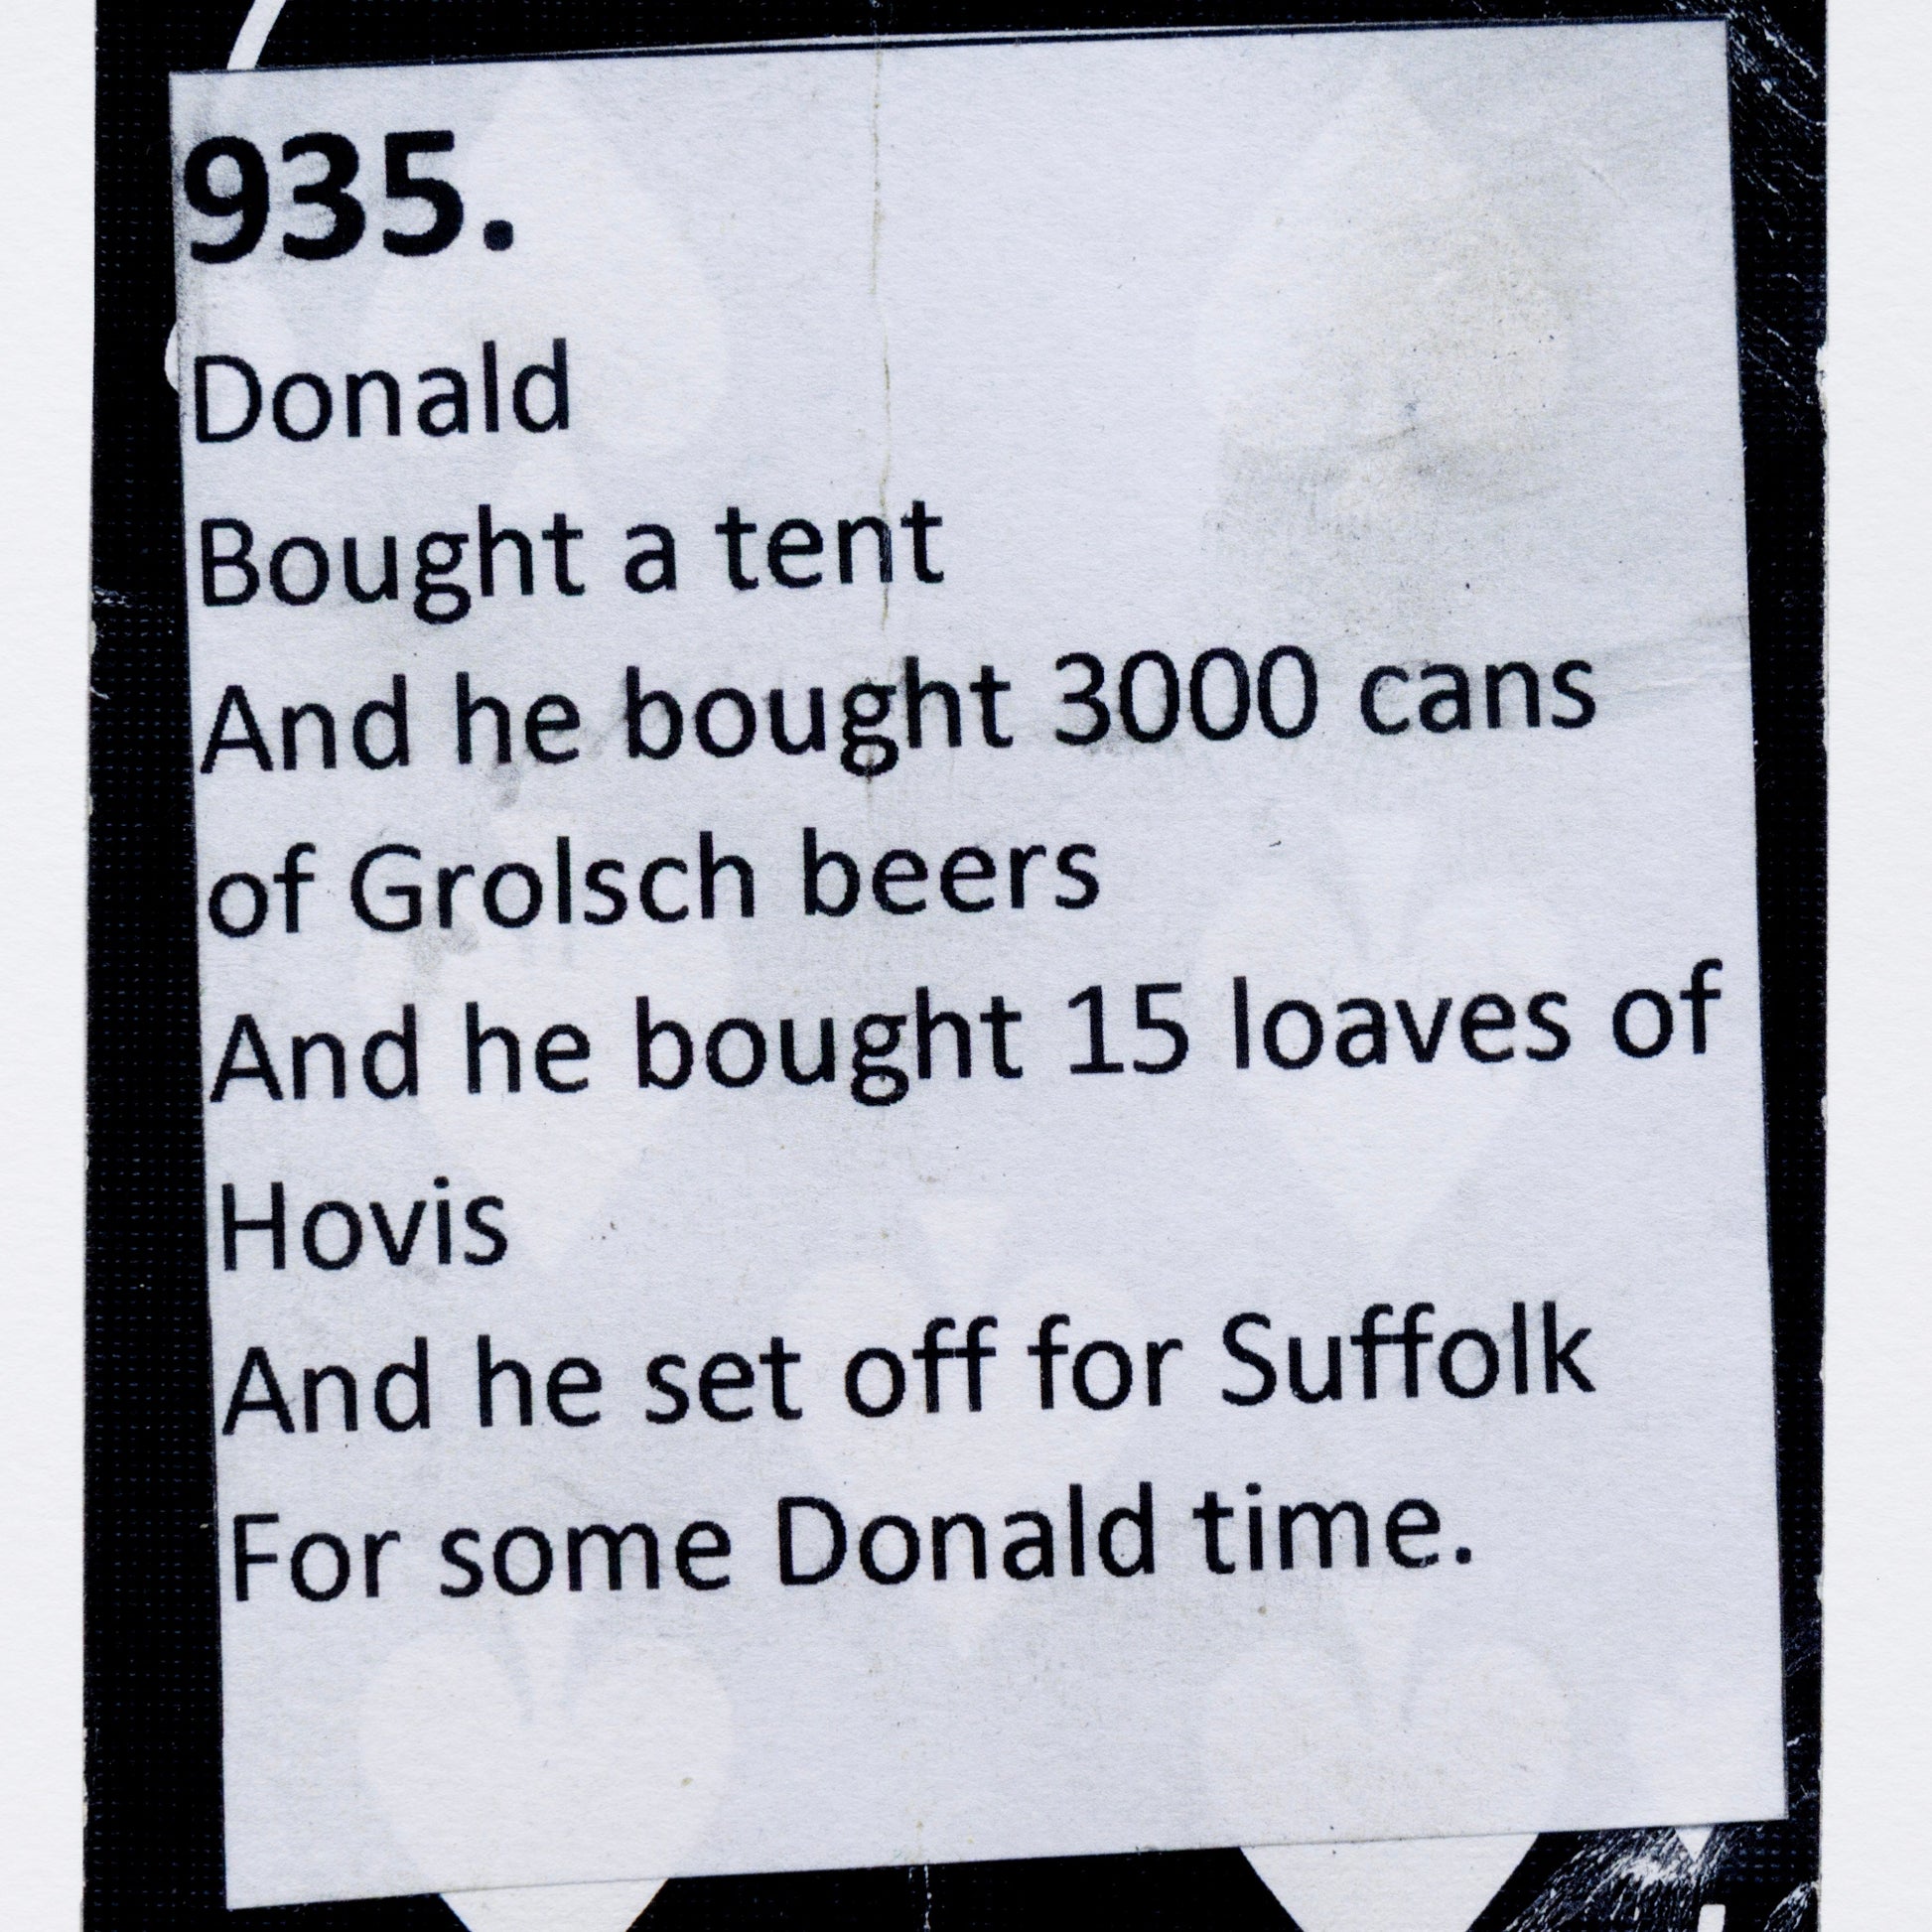 935.
Donald
Bought a tent
And he bought 3000 cans
of Grolsch beers
And he bought 15 loaves of
Hovis
And he set off for Suffolk
For some Donald time.